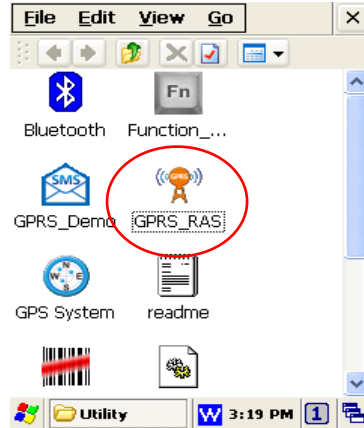 File Edit View Go
Bluetooth Function_...
Fn
SMS
GPRS_Demo GPRS_RAS
GPRS
N
W E
S
GPS System readme
Utility W 3:19 PM 1